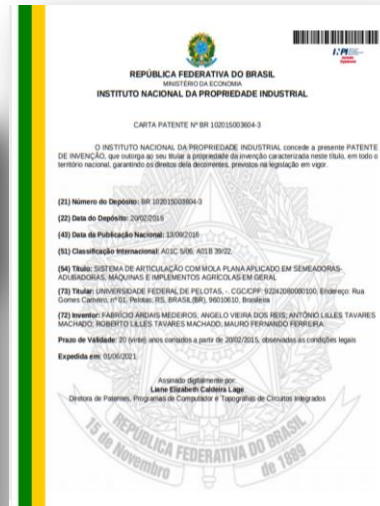 INPI
REPÚBLICA FEDERATIVA DO BRASIL
MINISTÉRIO DA ECONOMIA
INSTITUTO NACIONAL DA PROPRIEDADE INDUSTRIAL
CARTA PATENTE Nº BR 102015003604-3
O INSTITUTO NACIONAL DA PROPRIEDADE INDUSTRIAL concede a presente PATENTE
DE INVENÇÃO, que outorga ao seu titular a propriedade da invenção caracterizada neste título, em todo o
território nacional, garantindo os direitos dela decorrentes, previstos na legislação em vigor.
(21) Número do Depósito: BR 102015003604-3
(22) Data do Depósito: 20/02/2015
(43) Data da Publicação Nacional: 13/09/2016
(51) Classificação Internacional: A01C 5/06; A01B 39/22
(54) Título: SISTEMA DE ARTICULAÇÃO COM MOLA PLANA APLICADO EM SEMEADORAS-
ADUBADORAS, MÁQUINAS E IMPLEMENTOS AGRÍCOLAS EM GERAL
(73) Titular: UNIVERSIDADE FEDERAL DE PELOTAS, -. CGC/CPF: 92242080000100. Endereço: Rua
Gomes Carneiro, nº 01, Pelotas, RS, BRASIL(BR), 96010610, Brasileira
(72) Inventor: FABRÍCIO ARDAIS MEDEIROS; ANGELO VIEIRA DOS REIS; ANTÔNIO LILLES TAVARES
MACHADO; ROBERTO LILLES TAVARES MACHADO; MAURO FERNANDO FERREIRA.
Prazo de Validade: 20 (vinte) anos contados a partir de 20/02/2015, observadas as condições legais
Expedida em: 01/06/2021
Assinado digitalmente por:
Liane Elizabeth Caldeira Lage
Diretora de Patentes, Programas de Computador e Topografias de Circuitos Integrados
REPÚBLICA FEDERATIVA DO BRASIL
15 de Novembro
de 1889